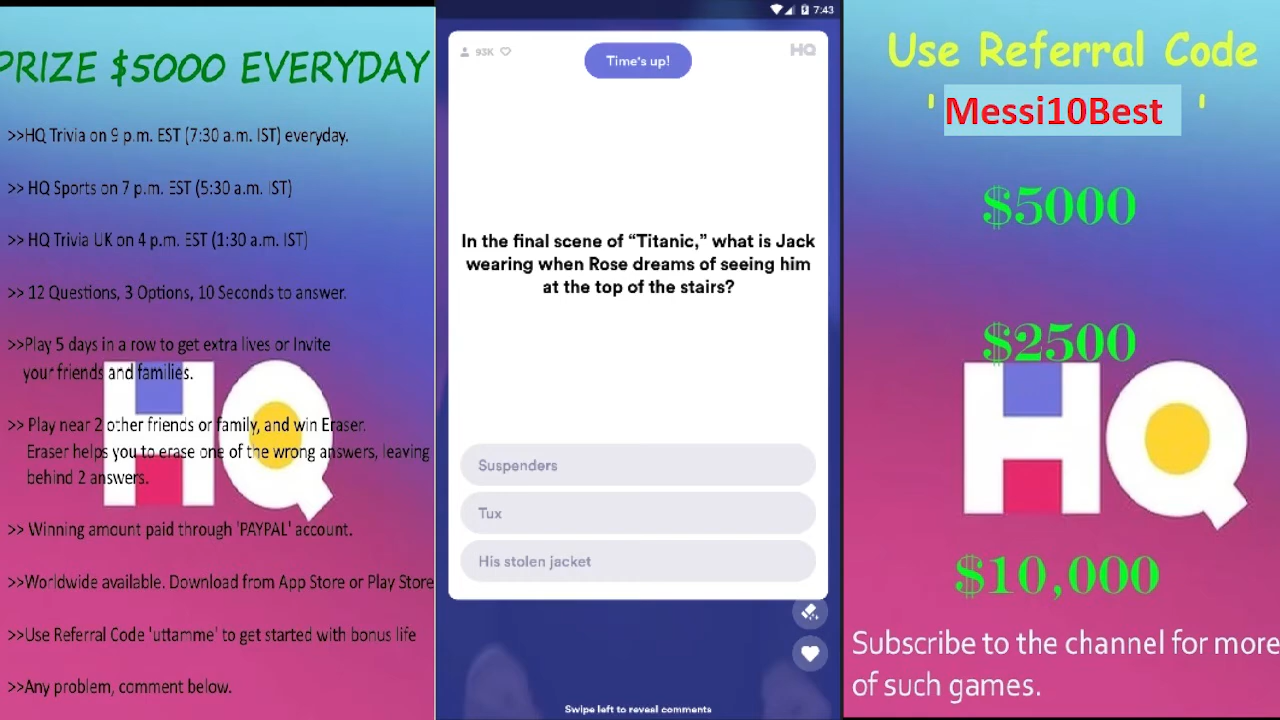 PRIZE $5000 EVERYDAY
>>HQ Trivia on 9 p.m. EST (7:30 a.m. IST) everyday.
>> HQ Sports on 7 p.m. EST (5:30 a.m. IST)
>> HQ Trivia UK on 4 p.m. EST (1:30 a.m. IST)
>> 12 Questions, 3 Options, 10 Seconds to answer.
>>Play 5 days in a row to get extra lives or Invite
your friends and families.
>> Play near 2 other friends or family, and win Eraser.
Eraser helps you to erase one of the wrong answers, leaving
behind 2 answers.
>> Winning amount paid through 'PAYPAL' account.
>>Worldwide available. Download from App Store or Play Store
>>Use Referral Code 'uttamme' to get started with bonus life
>>Any problem, comment below.
HQ
7:43
93K
Time's up!
HQ
In the final scene of “Titanic,” what is Jack
wearing when Rose dreams of seeing him
at the top of the stairs?
Suspenders
Tux
His stolen jacket
Swipe left to reveal comments
Use Referral Code
' Messi10Best '
$5000
$2500
HQ
$10,000
Subscribe to the channel for more
of such games.